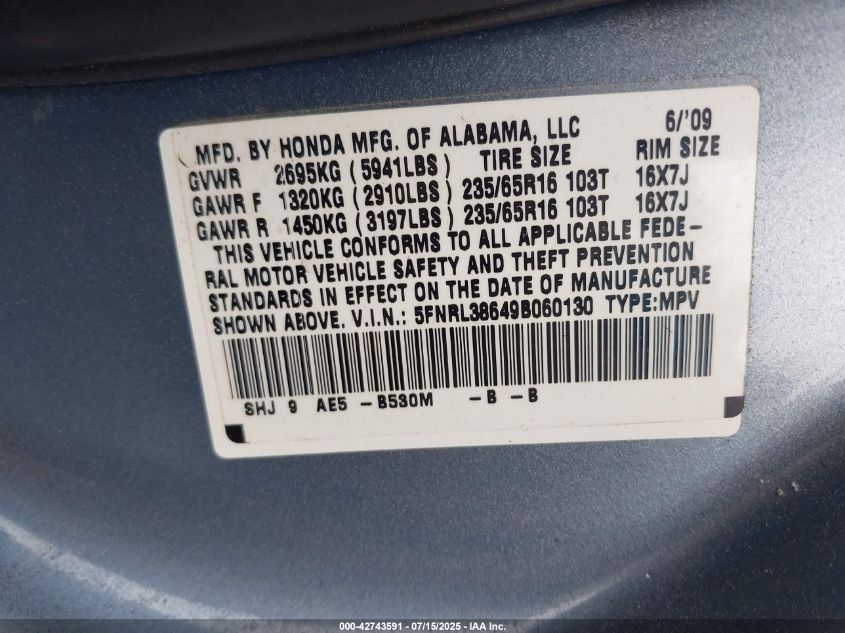 MFD. BY HONDA MFG. OF ALABAMA, LLC 6/'09
GVWR 2695KG (5941LBS) TIRE SIZE RIM SIZE
GAWR F 1320KG (2910LBS) 235/65R16 103T 16X7J
GAWR R 1450KG (3197LBS) 235/65R16 103T 16X7J
THIS VEHICLE CONFORMS TO ALL APPLICABLE FEDE-
RAL MOTOR VEHICLE SAFETY AND THEFT PREVENTION
STANDARDS IN EFFECT ON THE DATE OF MANUFACTURE
SHOWN ABOVE. V.I.N.: 5FNRL38649B060130 TYPE:MPV
SHJ 9 AE5 -B530M -B -B
000-42743591 - 07/15/2025 - IAA Inc.